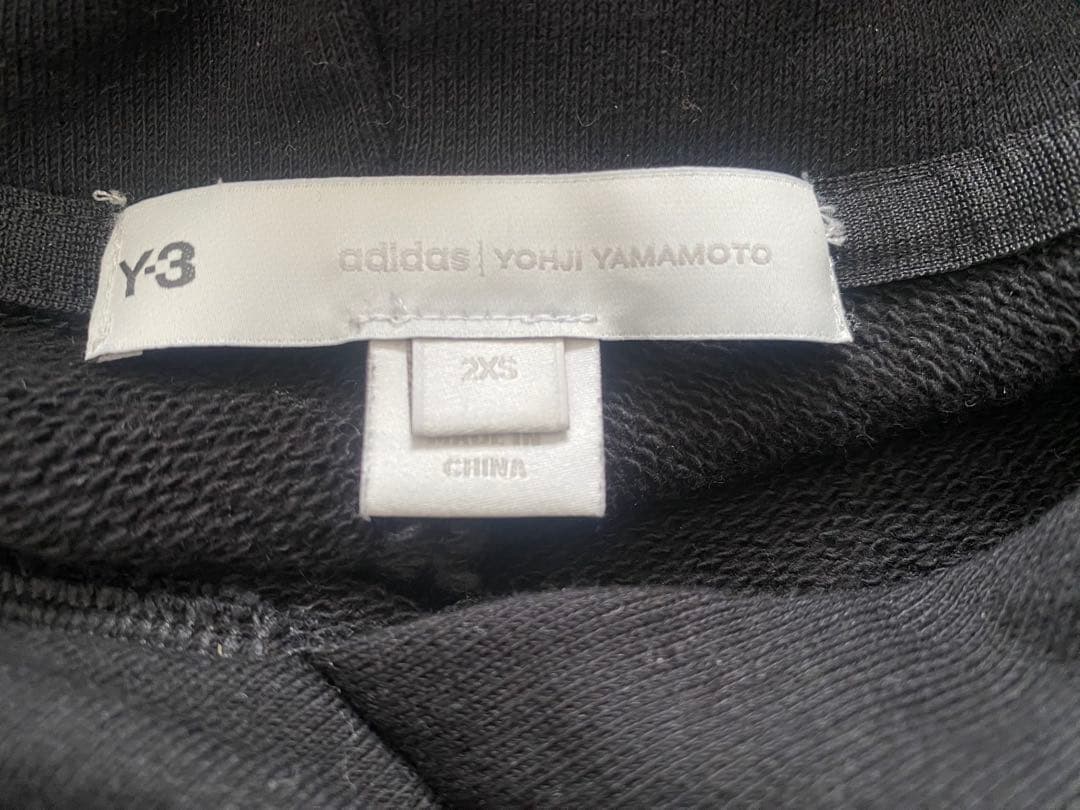 Y-3 adidas | YOHJI YAMAMOTO
2XS
MADE IN
CHINA